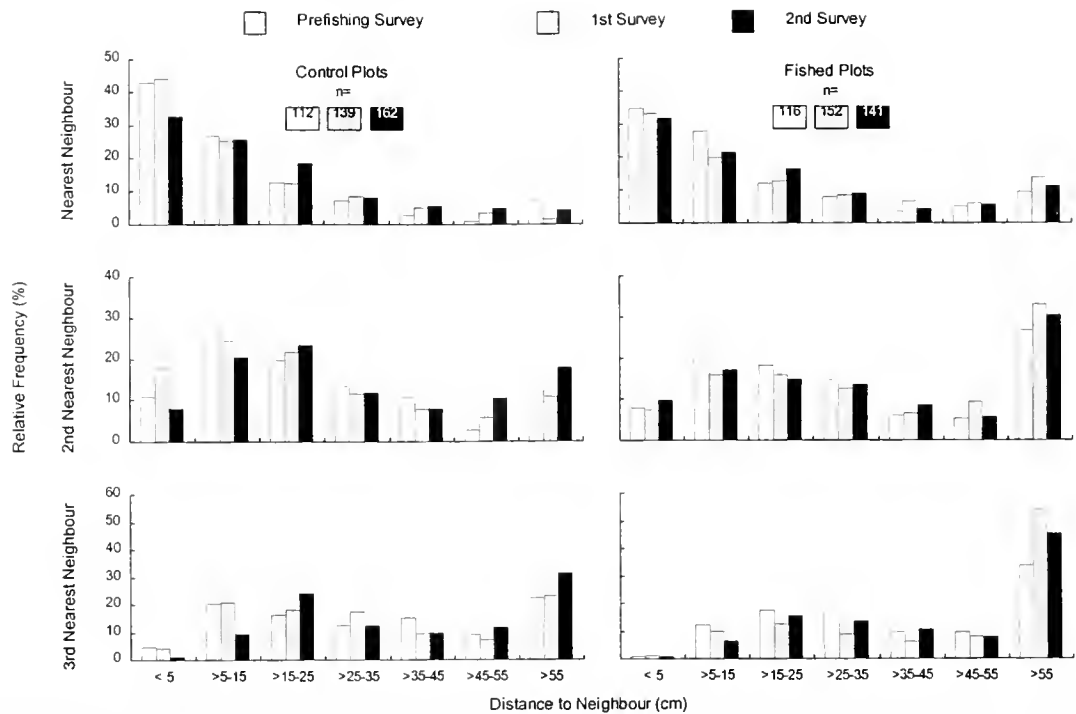 Prefishing Survey 1st Survey 2nd Survey
Control Plots
n=
112 139 162
Fished Plots
n=
116 152 141
Relative Frequency (%)
Nearest Neighbour
50
40
30
20
10
0
2nd Nearest Neighbour
40
30
20
10
0
3rd Nearest Neighbour
60
50
40
30
20
10
0
< 5 >5-15 >15-25 >25-35 >35-45 >45-55 >55
< 5 >5-15 >15-25 >25-35 >35-45 >45-55 >55
Distance to Neighbour (cm)